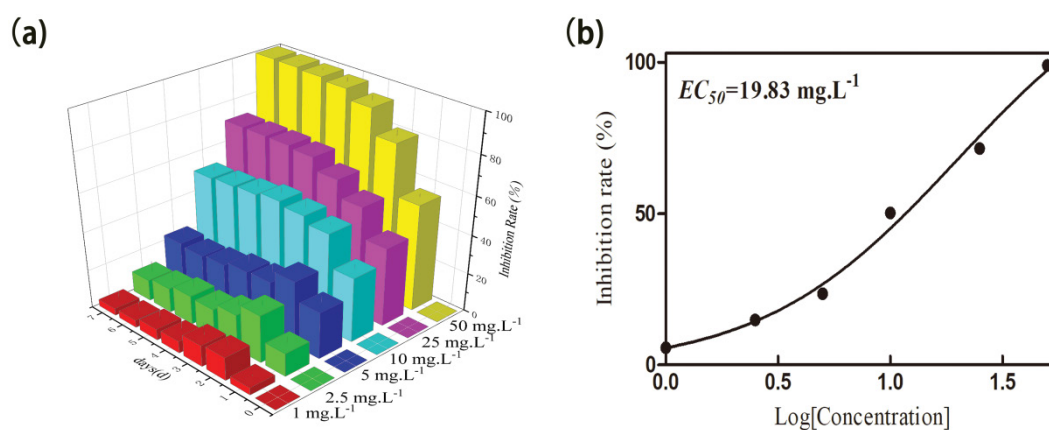 (a)
100
80
60
40
20
0
Inhibition Rate (%)
7
6
5
4
3
2
1
0
days(d)
50 mg.L-1
25 mg.L-1
10 mg.L-1
5 mg.L-1
2.5 mg.L-1
1 mg.L-1
(b)
EC50=19.83 mg.L-1
100
50
0
Inhibition rate (%)
0.0
0.5
1.0
1.5
Log[Concentration]